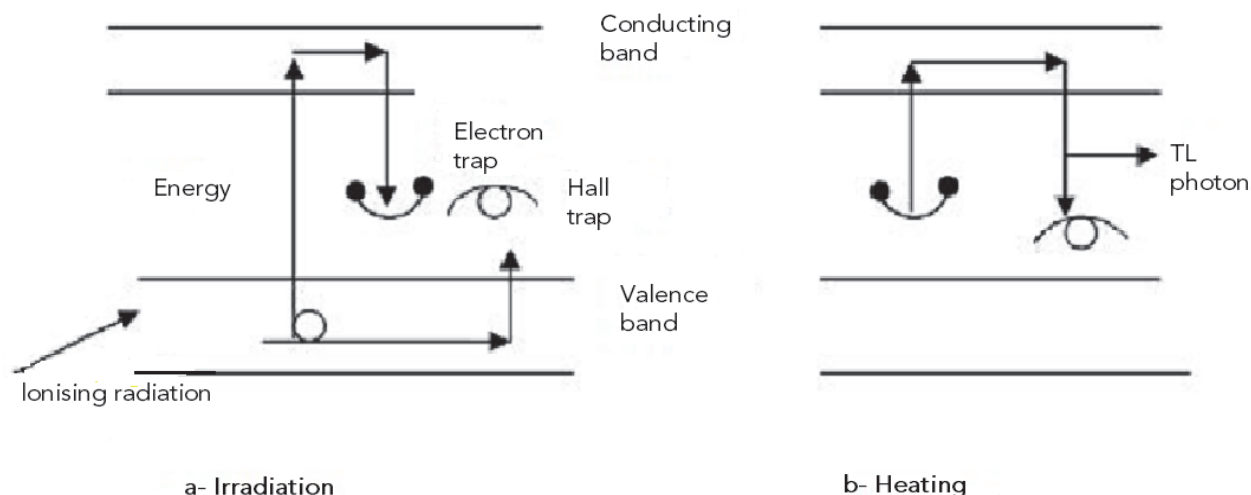 Conducting
band
Electron
trap
Energy
Hall
trap
TL
photon
Valence
band
Ionising radiation
a- Irradiation
b- Heating